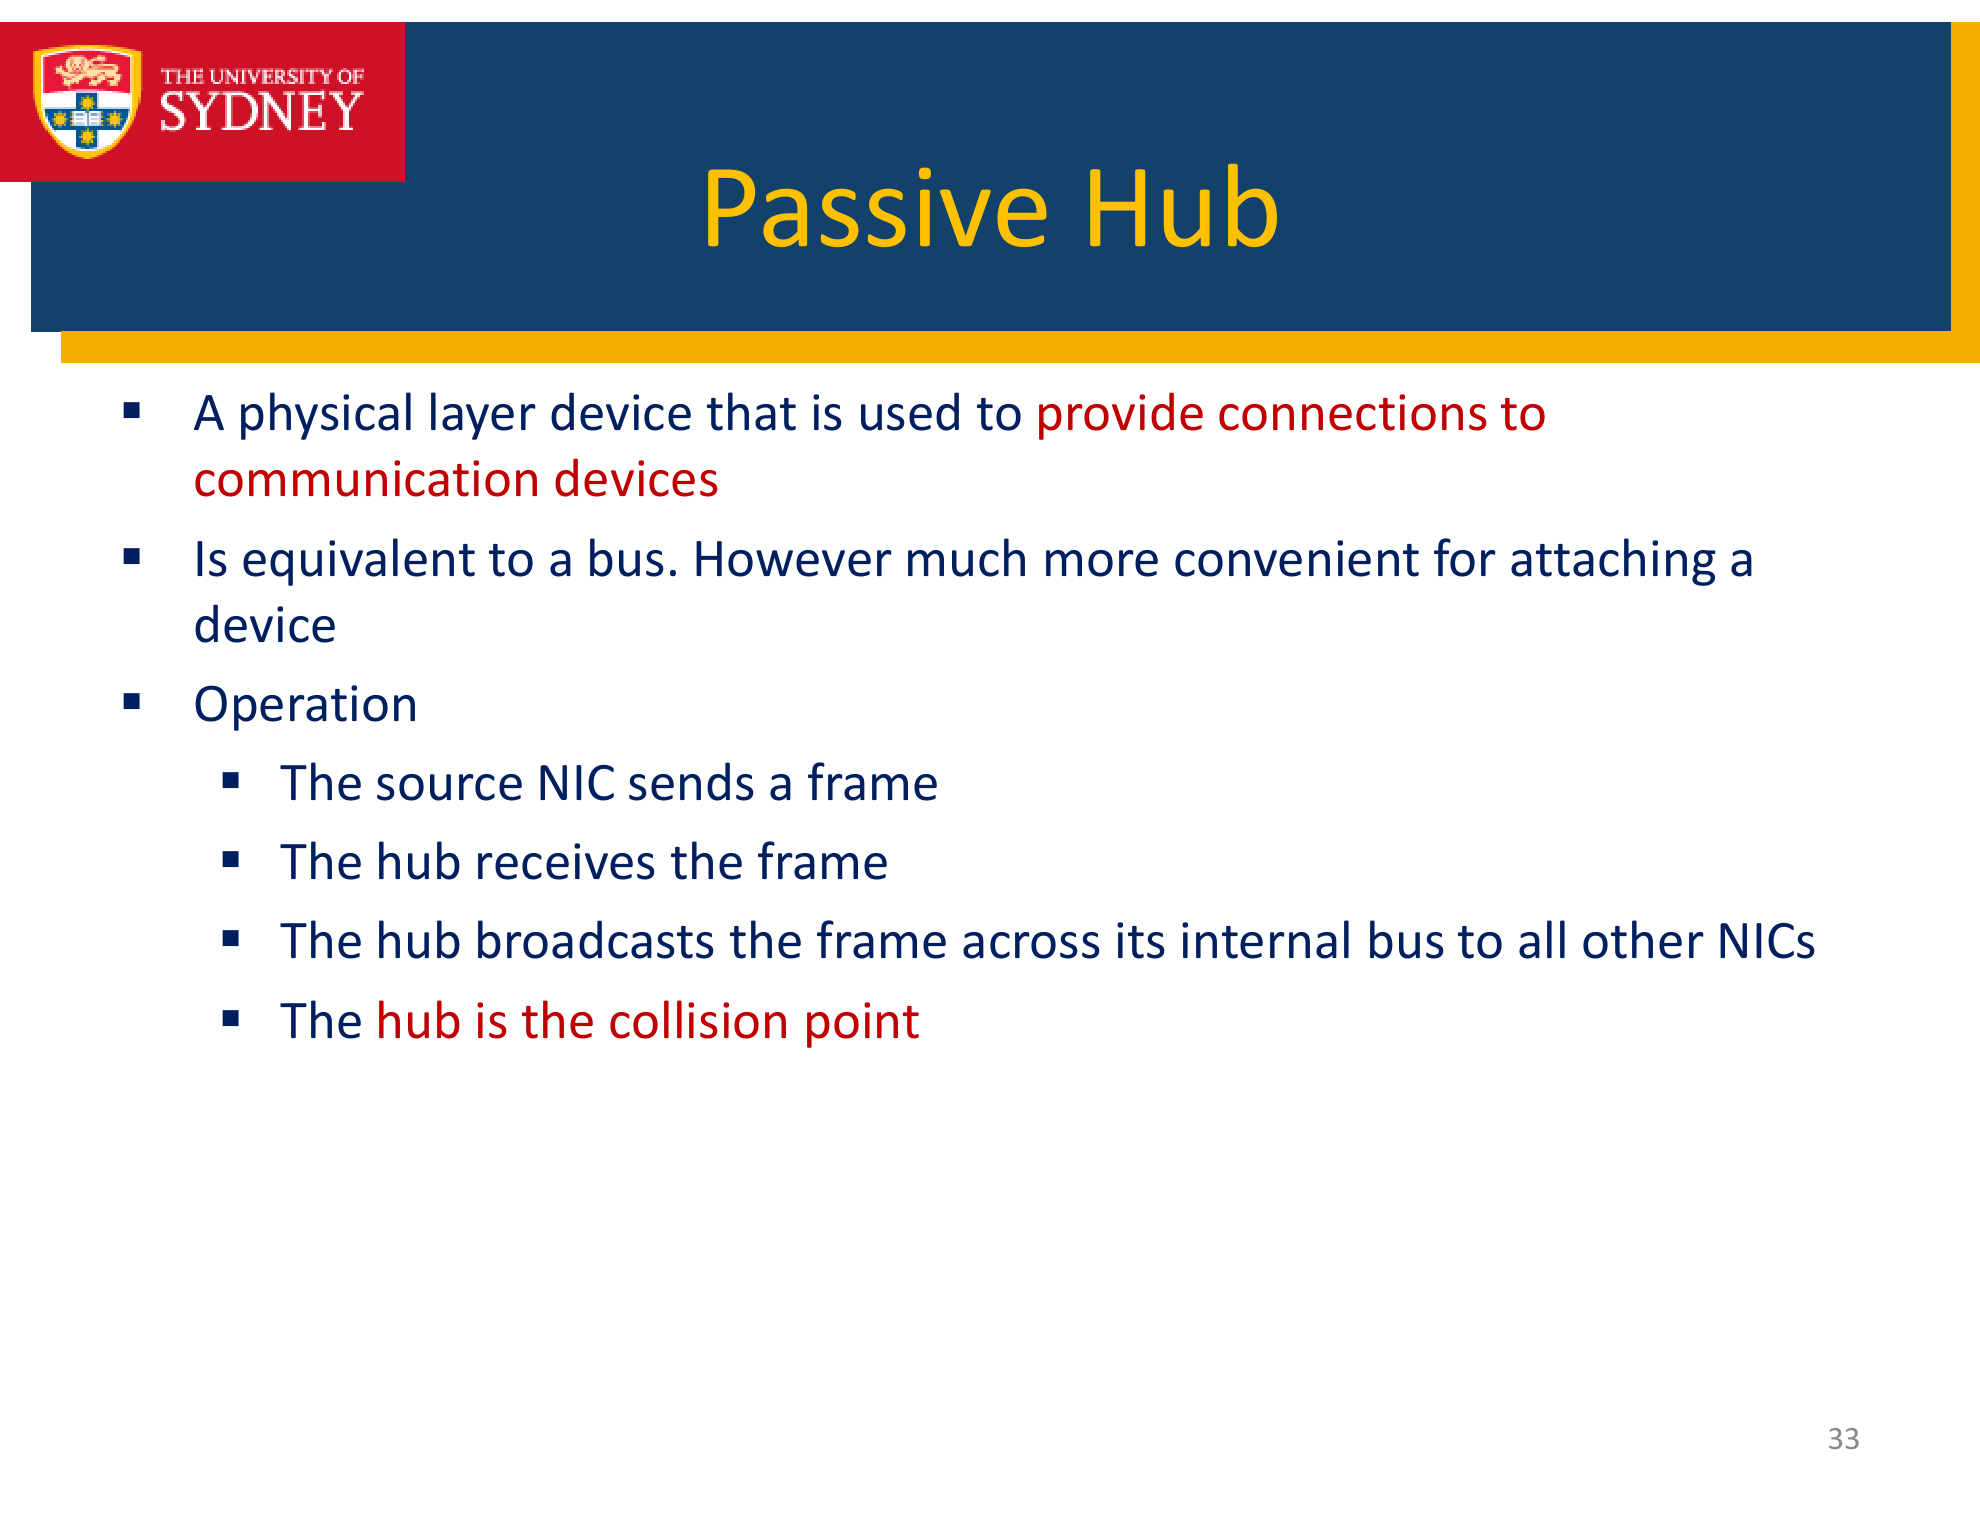 THE UNIVERSITY OF
SYDNEY
Passive Hub
▪ A physical layer device that is used to provide connections to
communication devices
▪ Is equivalent to a bus. However much more convenient for attaching a
device
▪ Operation
▪ The source NIC sends a frame
▪ The hub receives the frame
▪ The hub broadcasts the frame across its internal bus to all other NICs
▪ The hub is the collision point
33